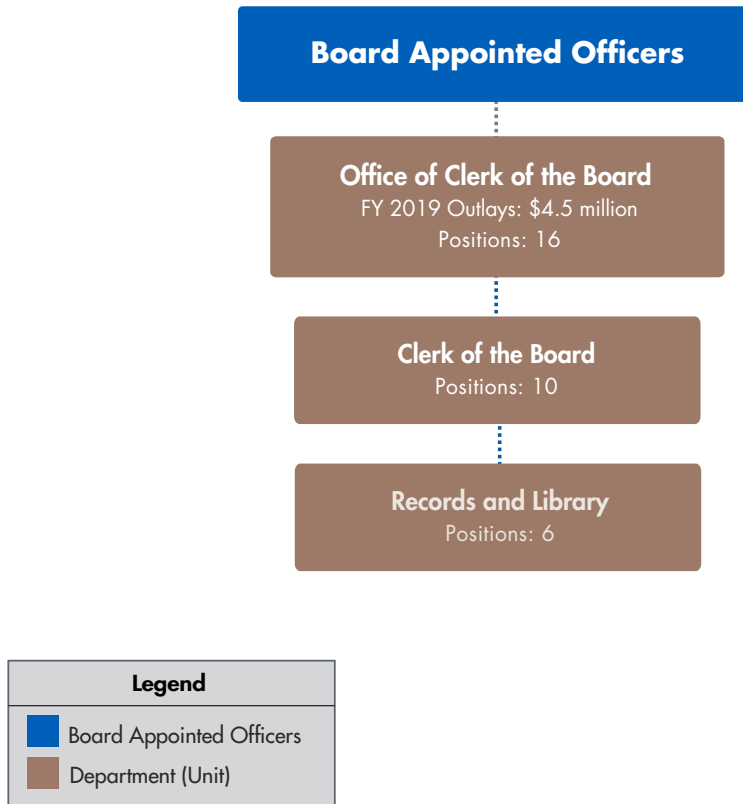 Board Appointed Officers
Office of Clerk of the Board
FY 2019 Outlays: $4.5 million
Positions: 16
Clerk of the Board
Positions: 10
Records and Library
Positions: 6
Legend
Board Appointed Officers
Department (Unit)